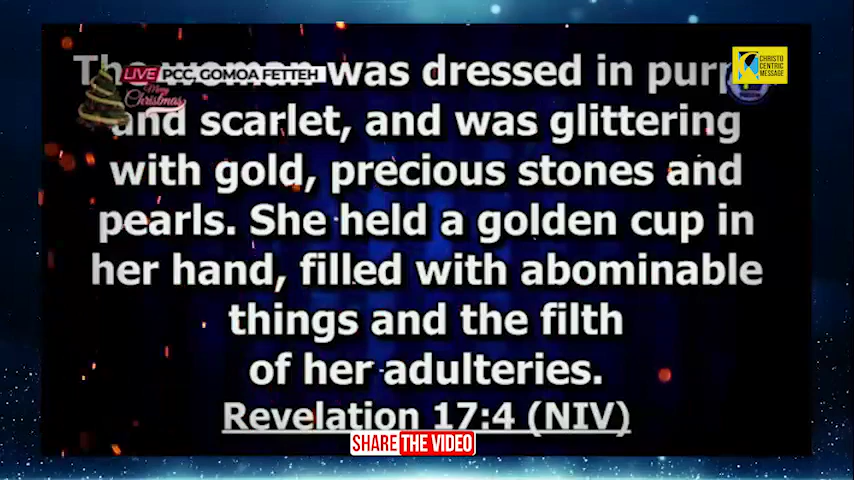 The woman was dressed in purp
LIVE PCC, GOMOA FETTEH
Merry
Christmas
CHRISTO
CENTRIC
MESSAGE
and scarlet, and was glittering
with gold, precious stones and
pearls. She held a golden cup in
her hand, filled with abominable
things and the filth
of her adulteries.
Revelation 17:4 (NIV)
SHARE THE VIDEO